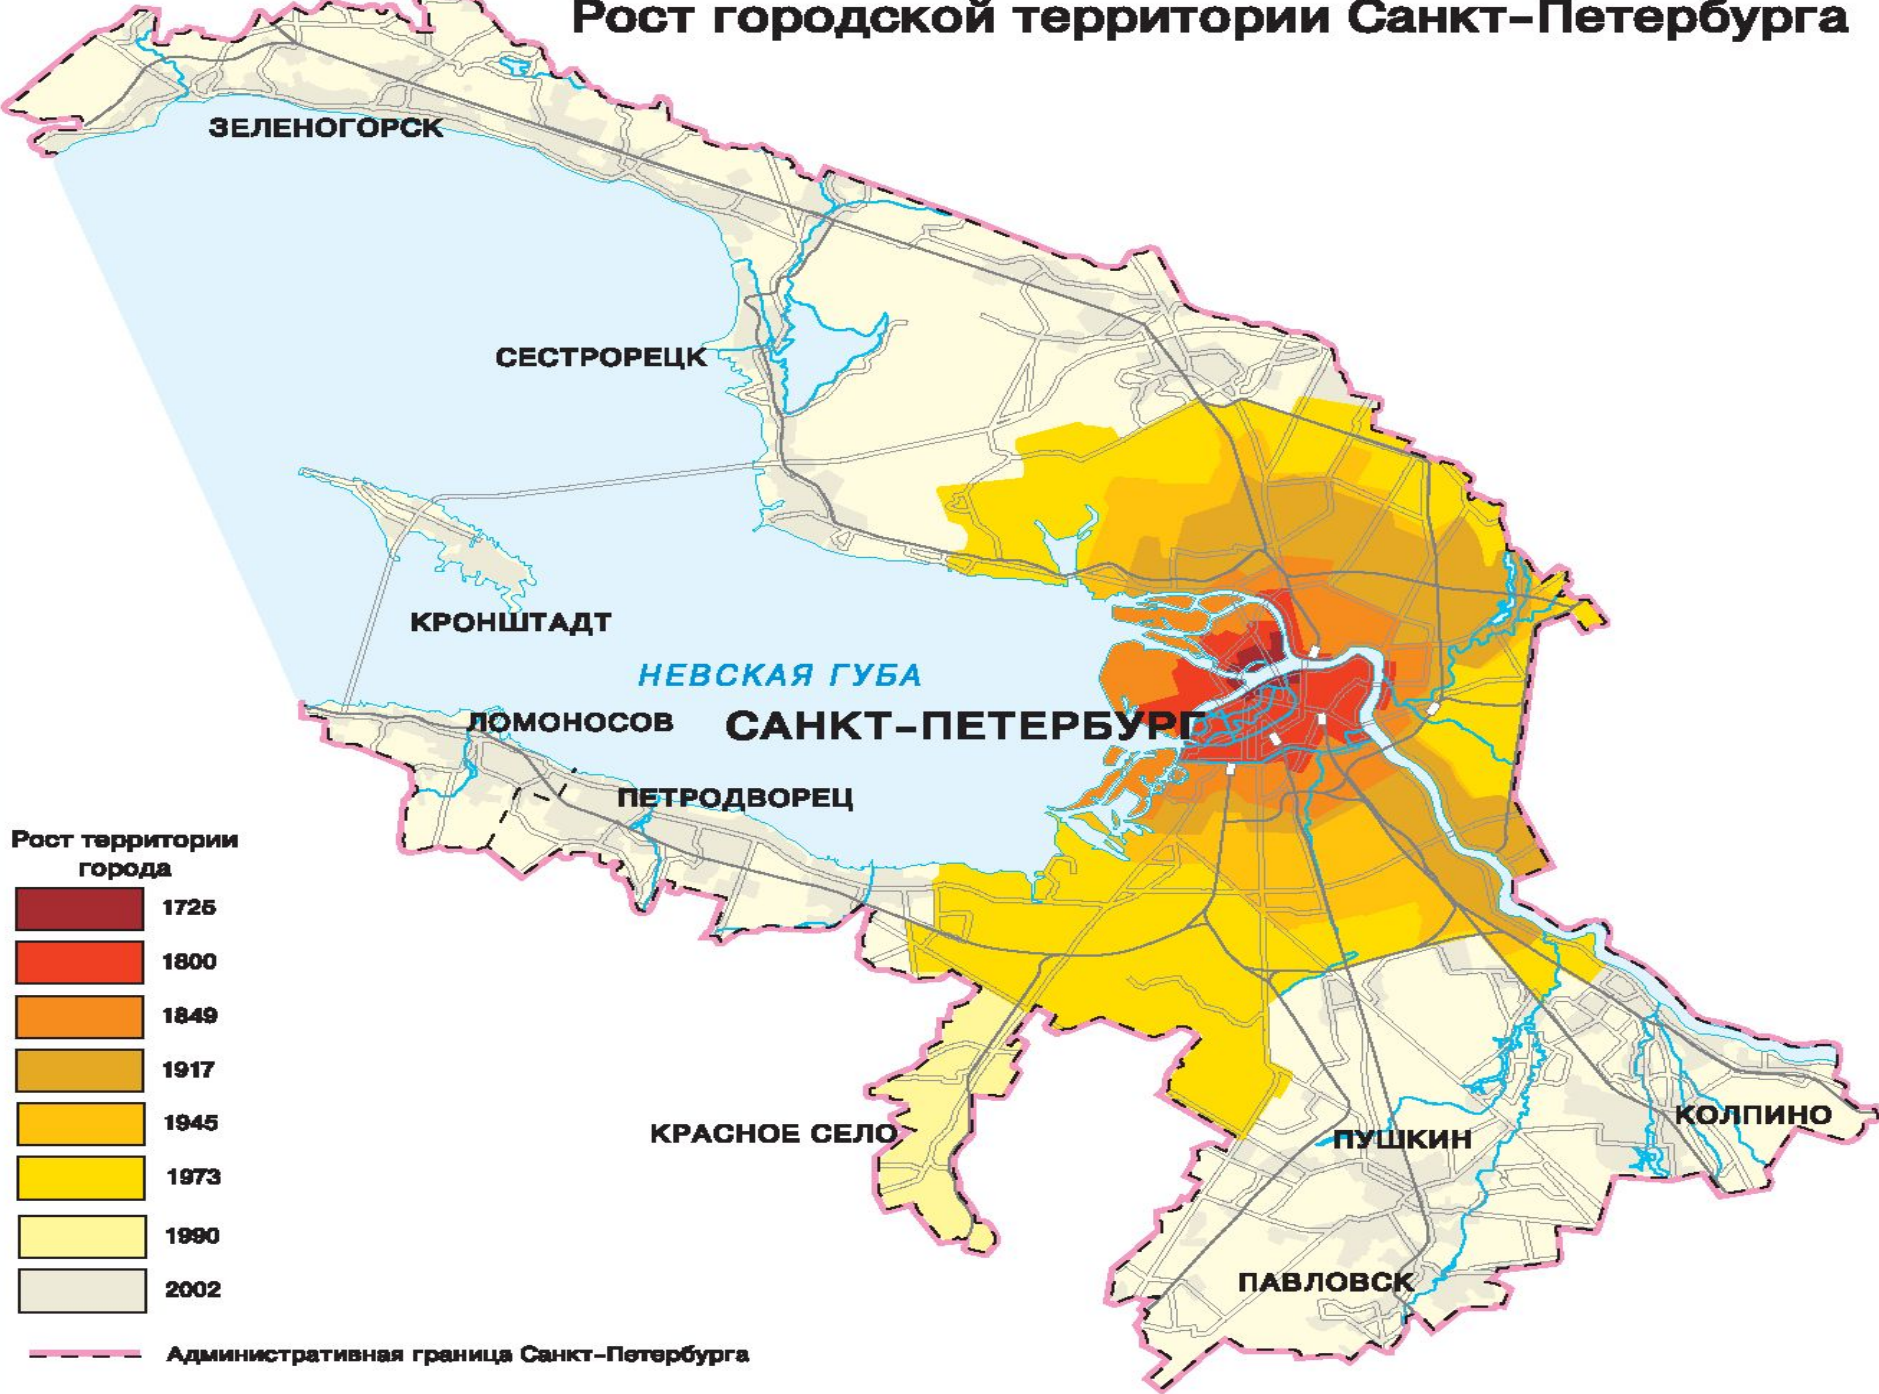 Рост городской территории Санкт-Петербурга
ЗЕЛЕНОГОРСК
СЕСТРОРЕЦК
КРОНШТАДТ
НЕВСКАЯ ГУБА
ЛОМОНОСОВ
САНКТ-ПЕТЕРБУРГ
ПЕТРОДВОРЕЦ
КРАСНОЕ СЕЛО
ПУШКИН
КОЛПИНО
ПАВЛОВСК
Рост территории
города
1725
1800
1849
1917
1945
1973
1990
2002
Административная граница Санкт-Петербурга